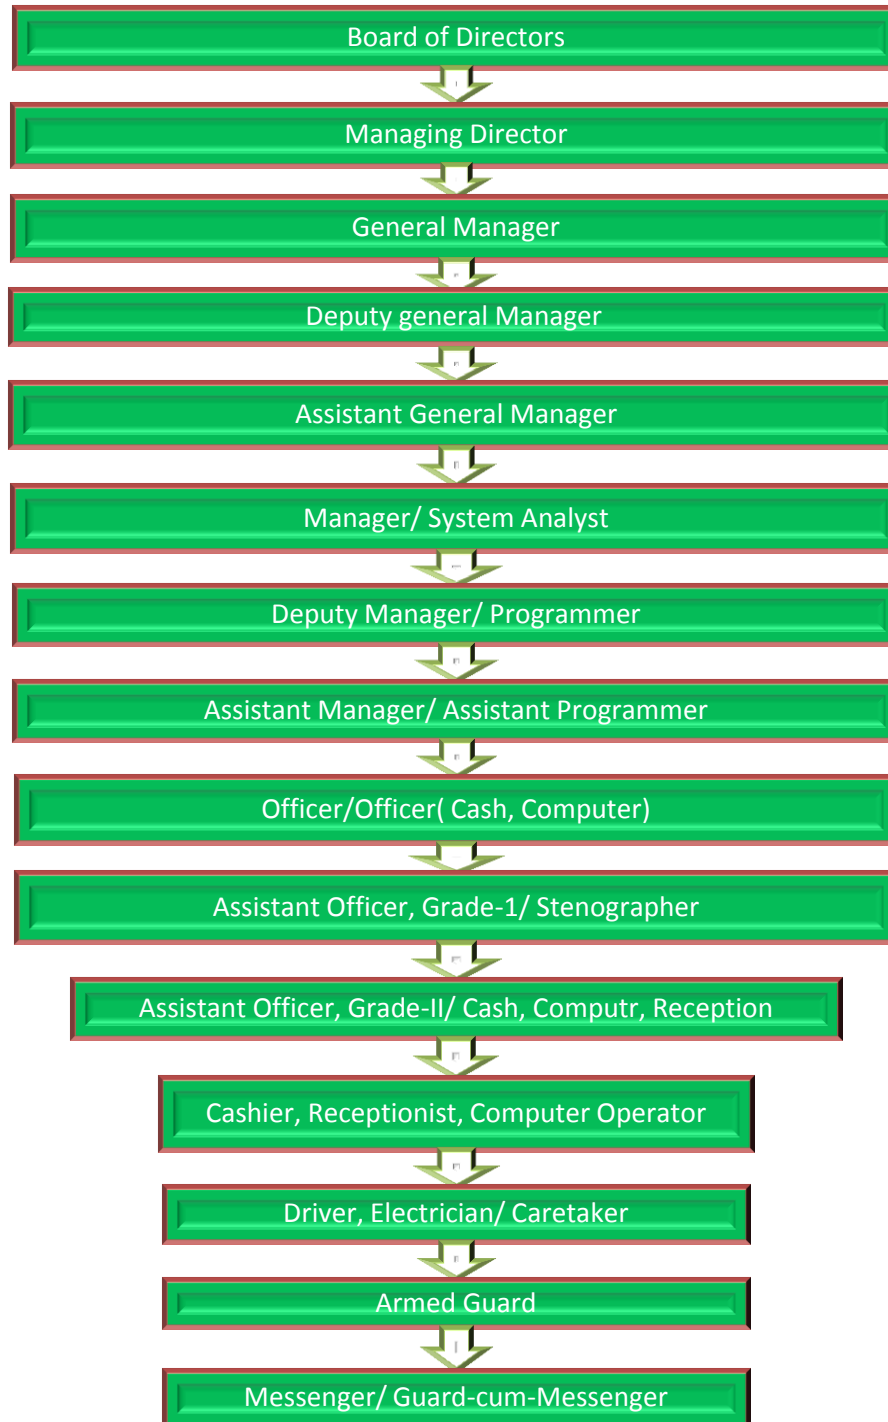 Board of Directors
Managing Director
General Manager
Deputy general Manager
Assistant General Manager
Manager/ System Analyst
Deputy Manager/ Programmer
Assistant Manager/ Assistant Programmer
Officer/Officer( Cash, Computer)
Assistant Officer, Grade-1/ Stenographer
Assistant Officer, Grade-II/ Cash, Computr, Reception
Cashier, Receptionist, Computer Operator
Driver, Electrician/ Caretaker
Armed Guard
Messenger/ Guard-cum-Messenger